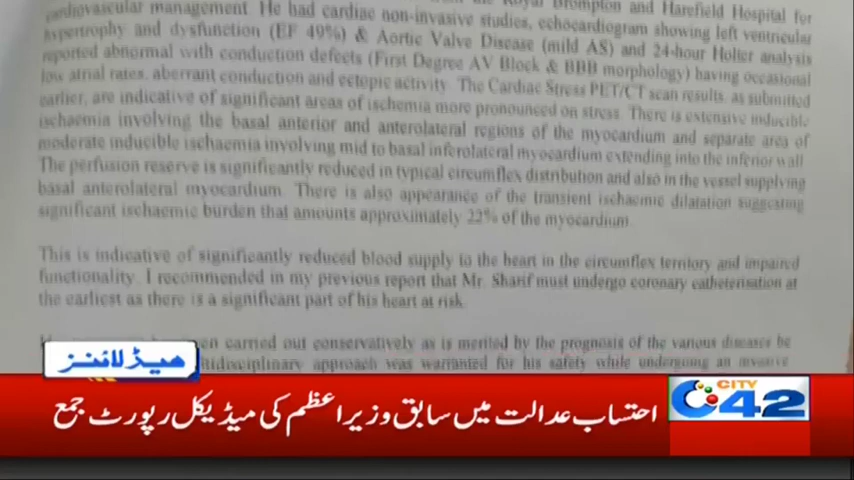 the Royal Brompton and Harefield Hospital for
cardiovascular management. He had cardiac non-invasive studies, echocardiogram showing left ventricular
hypertrophy and dysfunction (EF 49%) & Aortic Valve Disease (mild AS) and 24-hour Holter analysis
reported abnormal with conduction defects (First Degree AV Block & BBB morphology) having occasional
low atrial rates, aberrant conduction and ectopic activity. The Cardiac Stress PET/CT scan results, as submitted
earlier, are indicative of significant areas of ischemia more pronounced on stress. There is extensive inducible
ischaemia involving the basal anterior and anterolateral regions of the myocardium and separate area of
moderate inducible ischaemia involving mid to basal inferolateral myocardium extending into the inferior wall.
The perfusion reserve is significantly reduced in typical circumflex distribution and also in the vessel supplying
basal anterolateral myocardium. There is also appearance of the transient ischaemic dilatation suggesting
significant ischaemic burden that amounts approximately 22% of the myocardium.
This is indicative of significantly reduced blood supply to the heart in the circumflex territory and impaired
functionality. I recommended in my previous report that Mr. Sharif must undergo coronary catheterisation at
the earliest as there is a significant part of his heart at risk.
carried out conservatively as is merited by the prognosis of the various diseases he
approach was warranted for his safety while undergoing an invasive
ہیڈلائنز
احتساب عدالت میں سابق وزیراعظم کی میڈیکل رپورٹ جمع
CITY
42